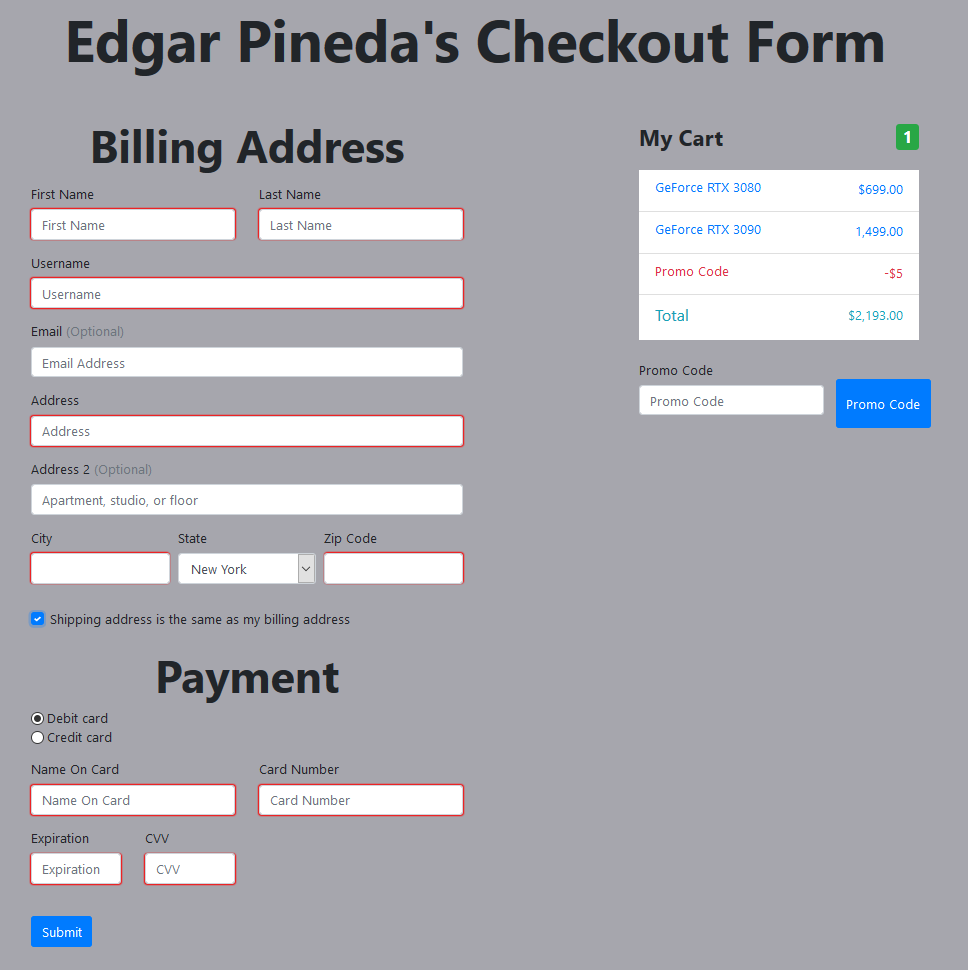 Edgar Pineda's Checkout Form
Billing Address
First Name Last Name
First Name Last Name
Username
Username
Email (Optional)
Email Address
Address
Address
Address 2 (Optional)
Apartment, studio, or floor
City State Zip Code
New York
Shipping address is the same as my billing address
Payment
Debit card
Credit card
Name On Card Card Number
Name On Card Card Number
Expiration CVV
Expiration CVV
Submit
My Cart 1
GeForce RTX 3080 $699.00
GeForce RTX 3090 1,499.00
Promo Code -$5
Total $2,193.00
Promo Code
Promo Code Promo Code